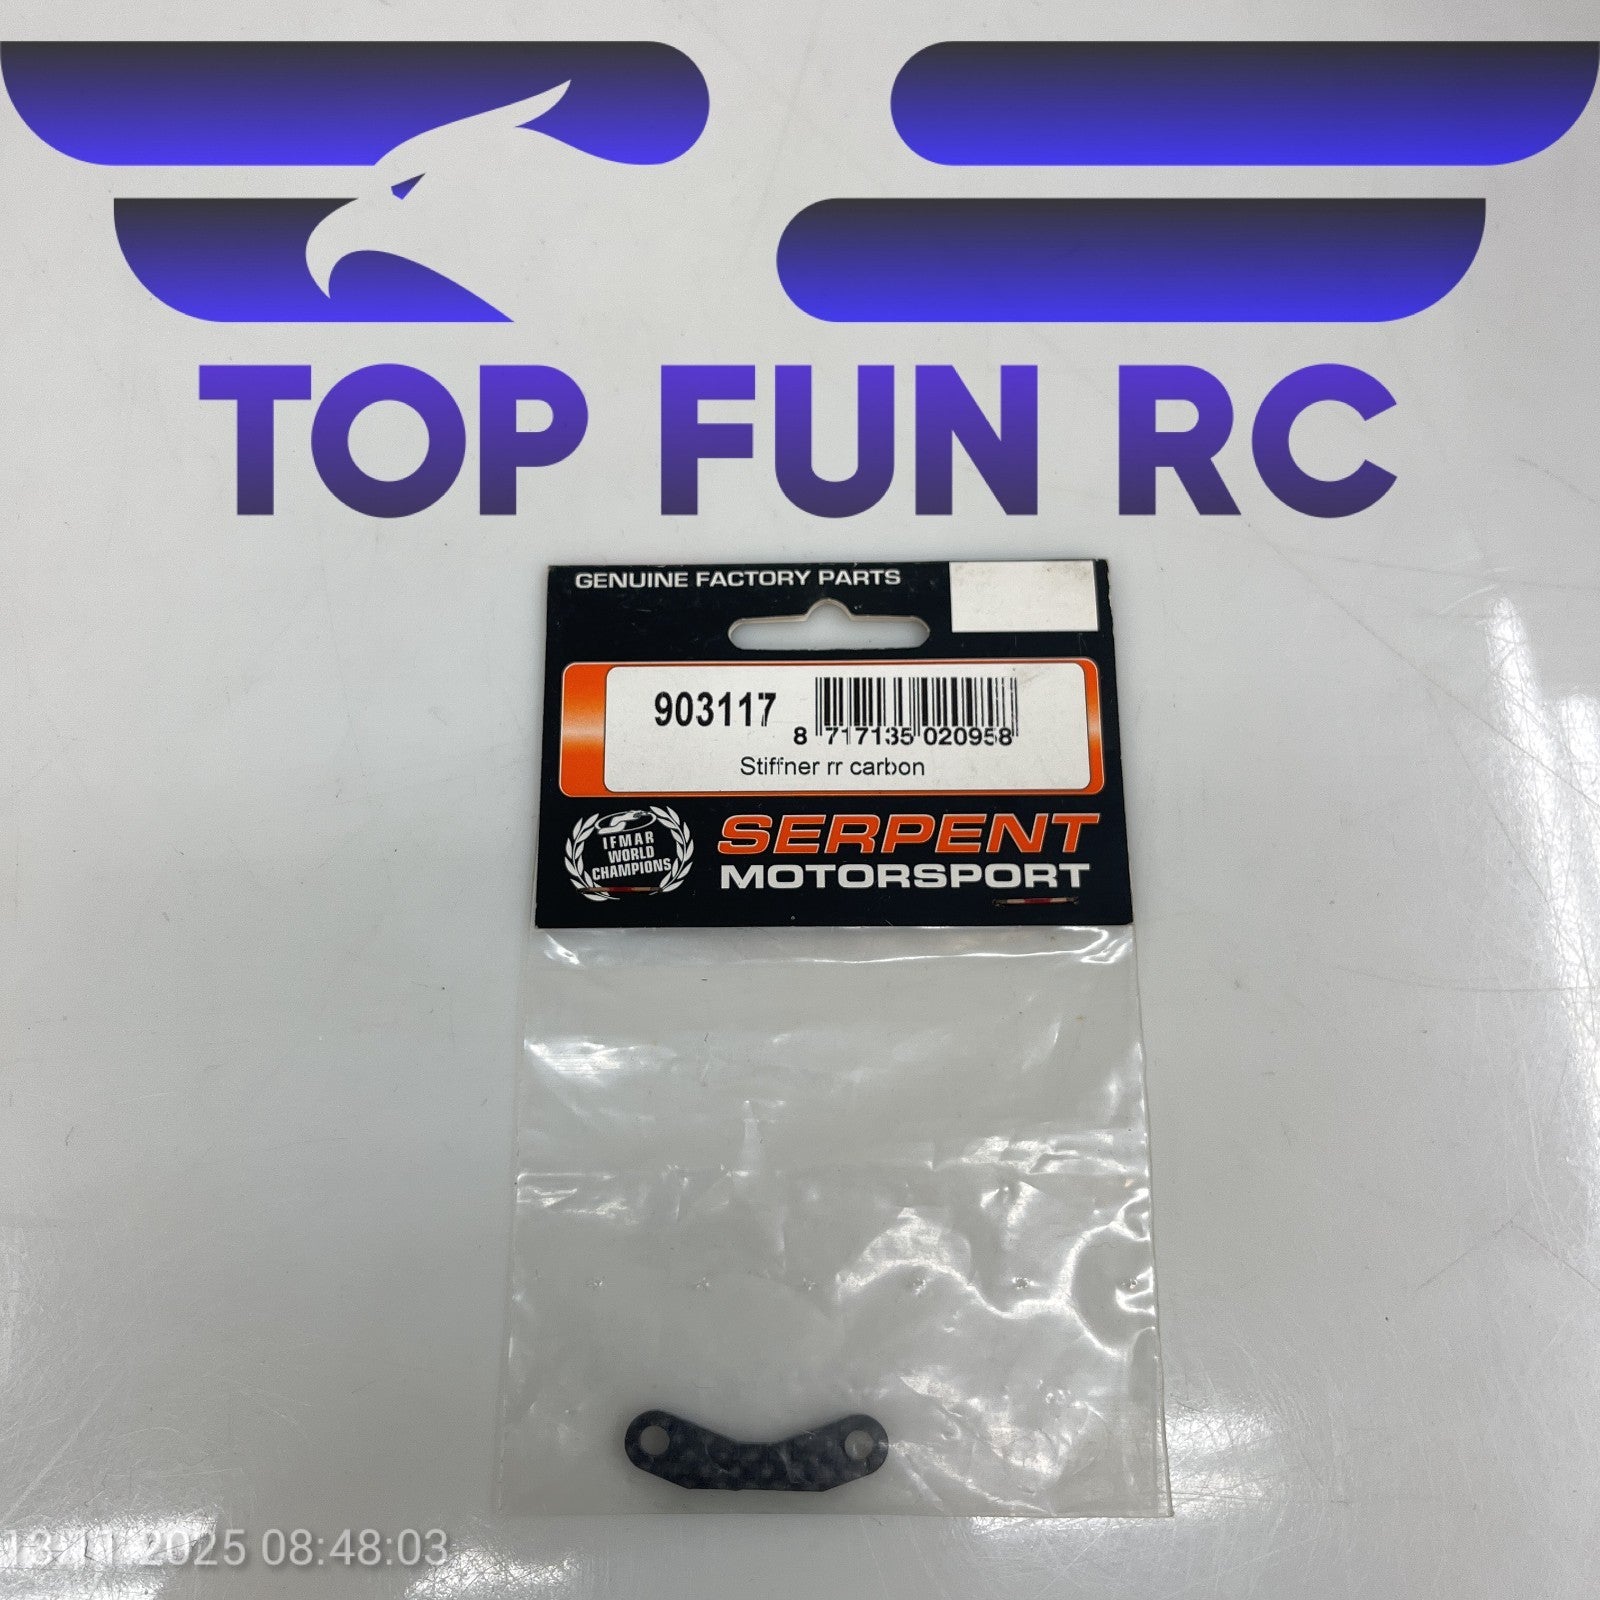 TOP FUN RC
GENUINE FACTORY PARTS
903117
8 717135 020958
Stiffner rr carbon
IFMAR
WORLD
CHAMPIONS
SERPENT
MOTORSPORT
13-11-2025 08:48:03